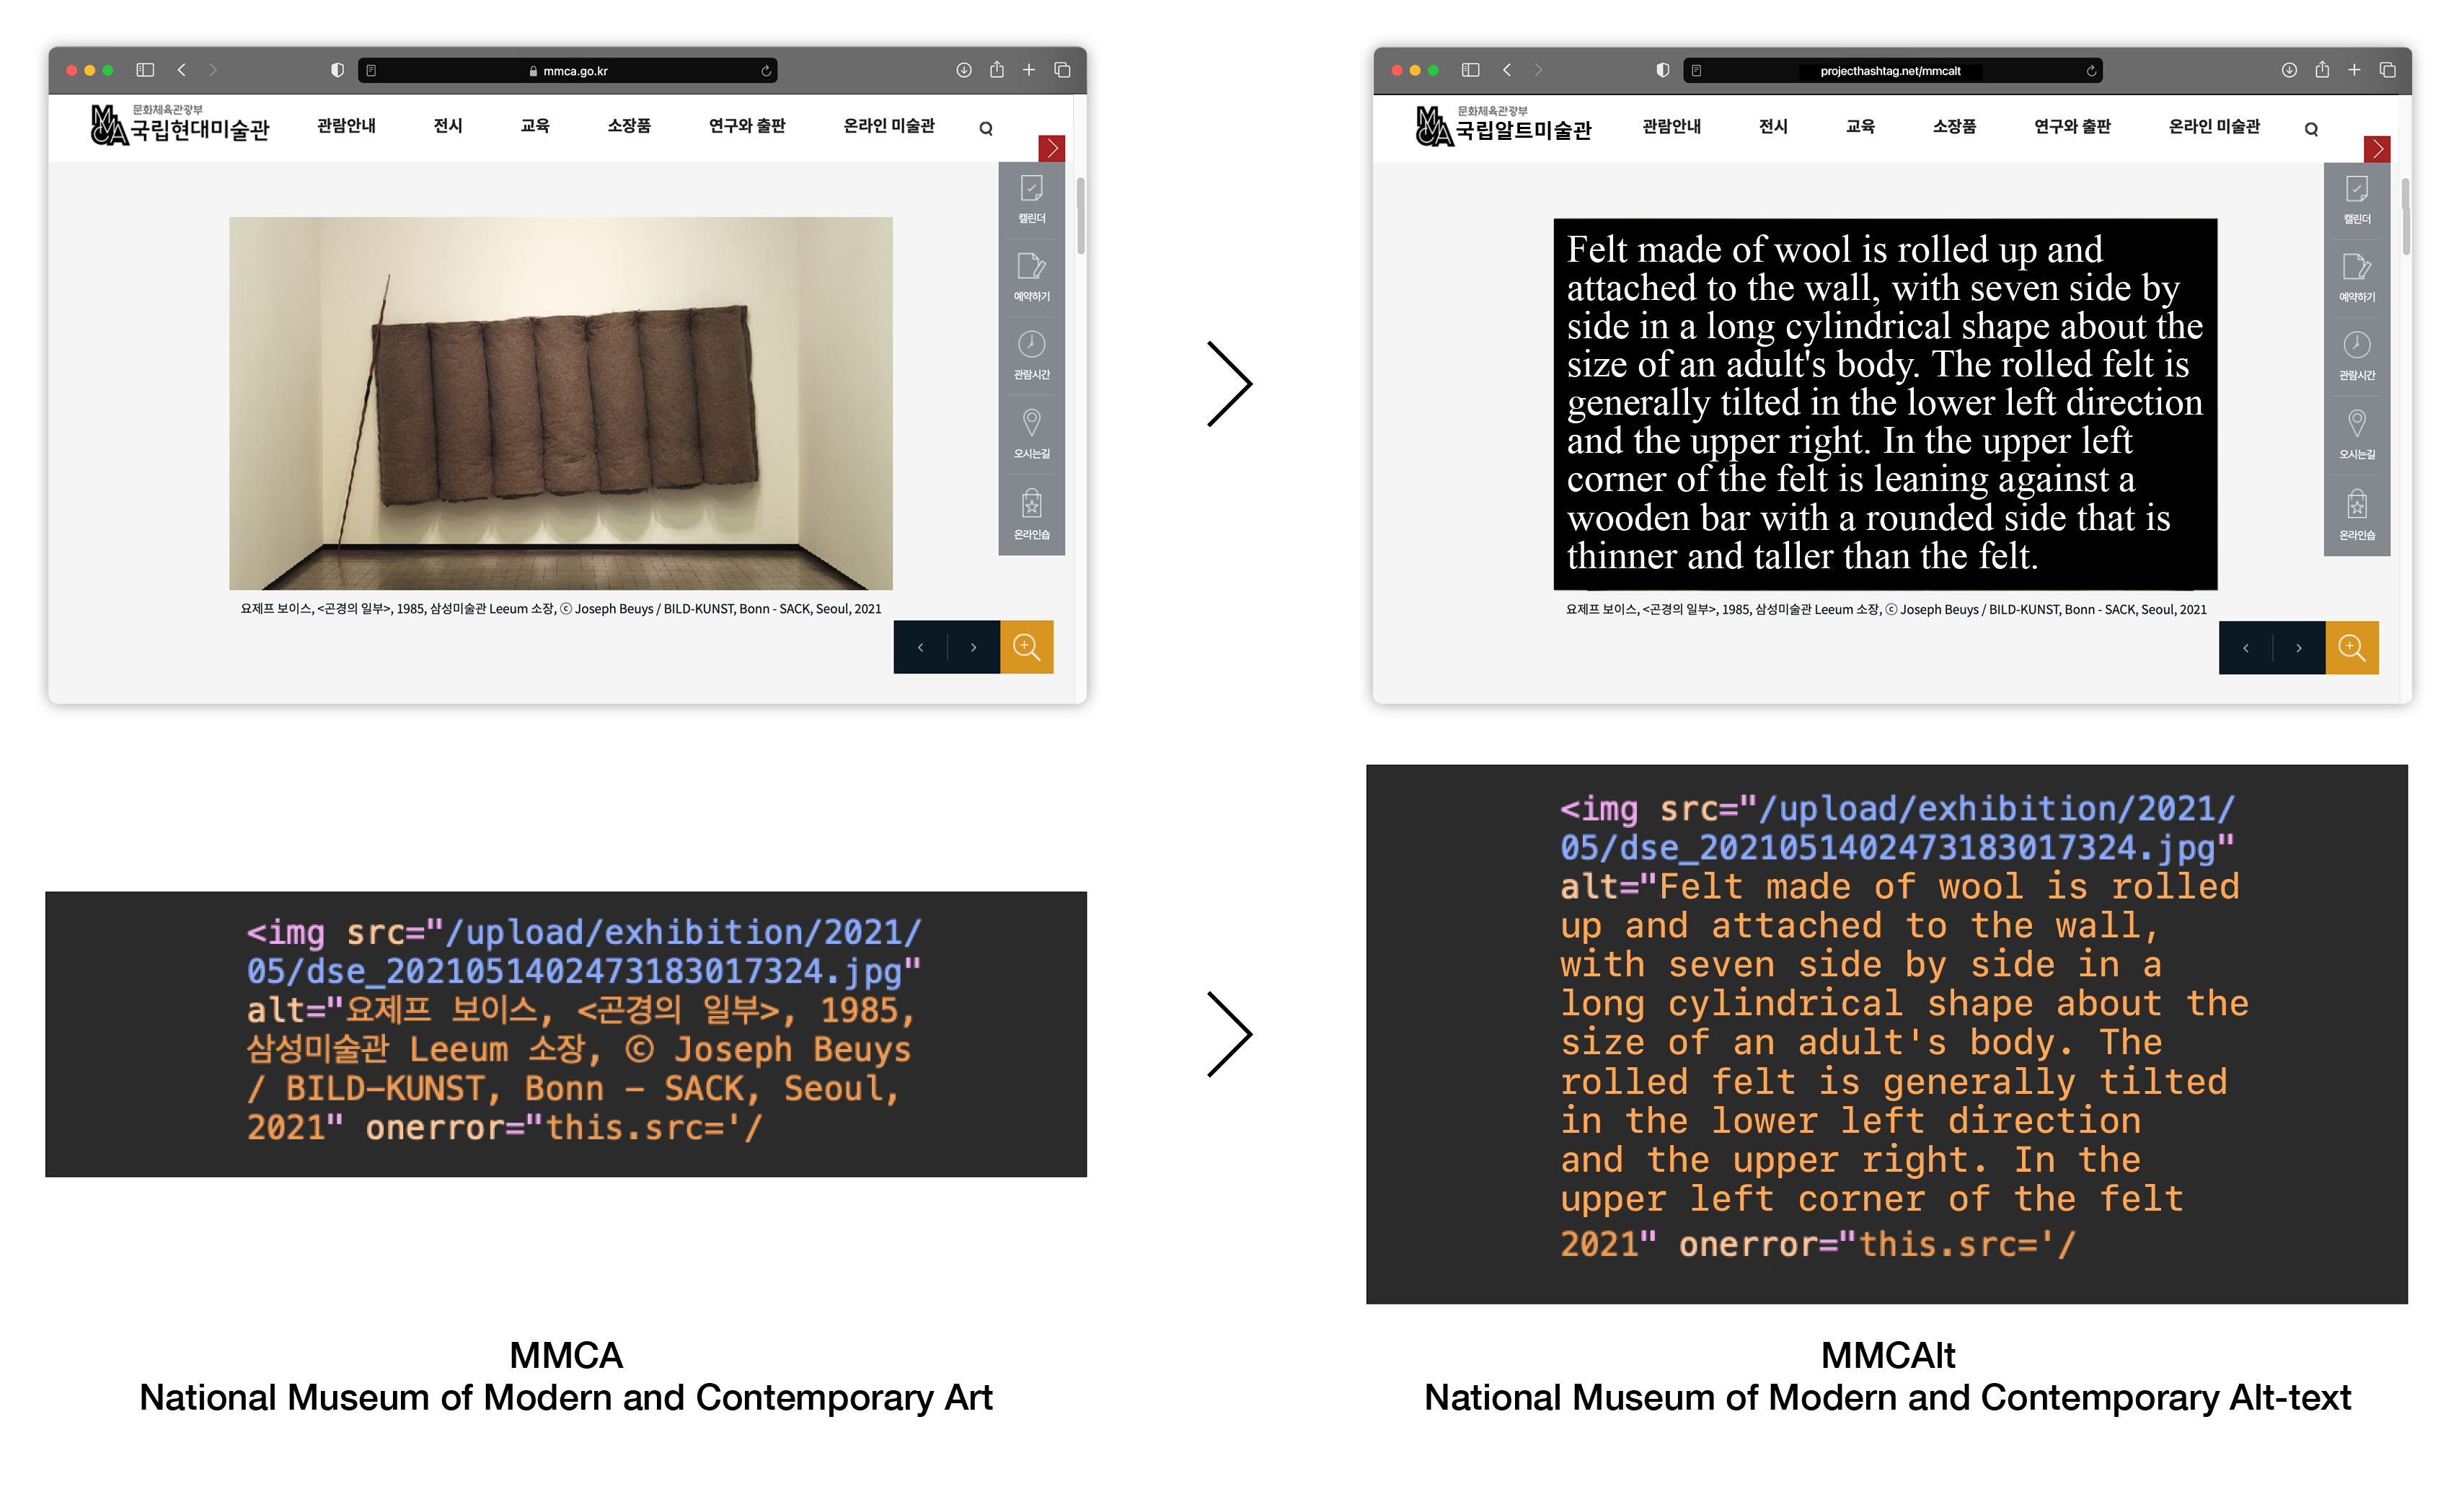 mmca.go.kr
문화체육관광부
MMCA 국립현대미술관
관람안내 전시 교육 소장품 연구와 출판 온라인 미술관
캘린더
예약하기
관람시간
오시는길
온라인숍
요제프 보이스, <곤경의 일부>, 1985, 삼성미술관 Leeum 소장, ⓒ Joseph Beuys / BILD-KUNST, Bonn - SACK, Seoul, 2021
projecthashtag.net/mmcalt
문화체육관광부
MMCA 국립알트미술관
관람안내 전시 교육 소장품 연구와 출판 온라인 미술관
Felt made of wool is rolled up and
attached to the wall, with seven side by
side in a long cylindrical shape about the
size of an adult's body. The rolled felt is
generally tilted in the lower left direction
and the upper right. In the upper left
corner of the felt is leaning against a
wooden bar with a rounded side that is
thinner and taller than the felt.
캘린더
예약하기
관람시간
오시는길
온라인숍
요제프 보이스, <곤경의 일부>, 1985, 삼성미술관 Leeum 소장, ⓒ Joseph Beuys / BILD-KUNST, Bonn - SACK, Seoul, 2021
<img src="/upload/exhibition/2021/
05/dse_2021051402473183017324.jpg"
alt="요제프 보이스, <곤경의 일부>, 1985,
삼성미술관 Leeum 소장, © Joseph Beuys
/ BILD-KUNST, Bonn - SACK, Seoul,
2021" onerror="this.src='/
<img src="/upload/exhibition/2021/
05/dse_2021051402473183017324.jpg"
alt="Felt made of wool is rolled
up and attached to the wall,
with seven side by side in a
long cylindrical shape about the
size of an adult's body. The
rolled felt is generally tilted
in the lower left direction
and the upper right. In the
upper left corner of the felt
2021" onerror="this.src='/
MMCA
National Museum of Modern and Contemporary Art
MMCAlt
National Museum of Modern and Contemporary Alt-text